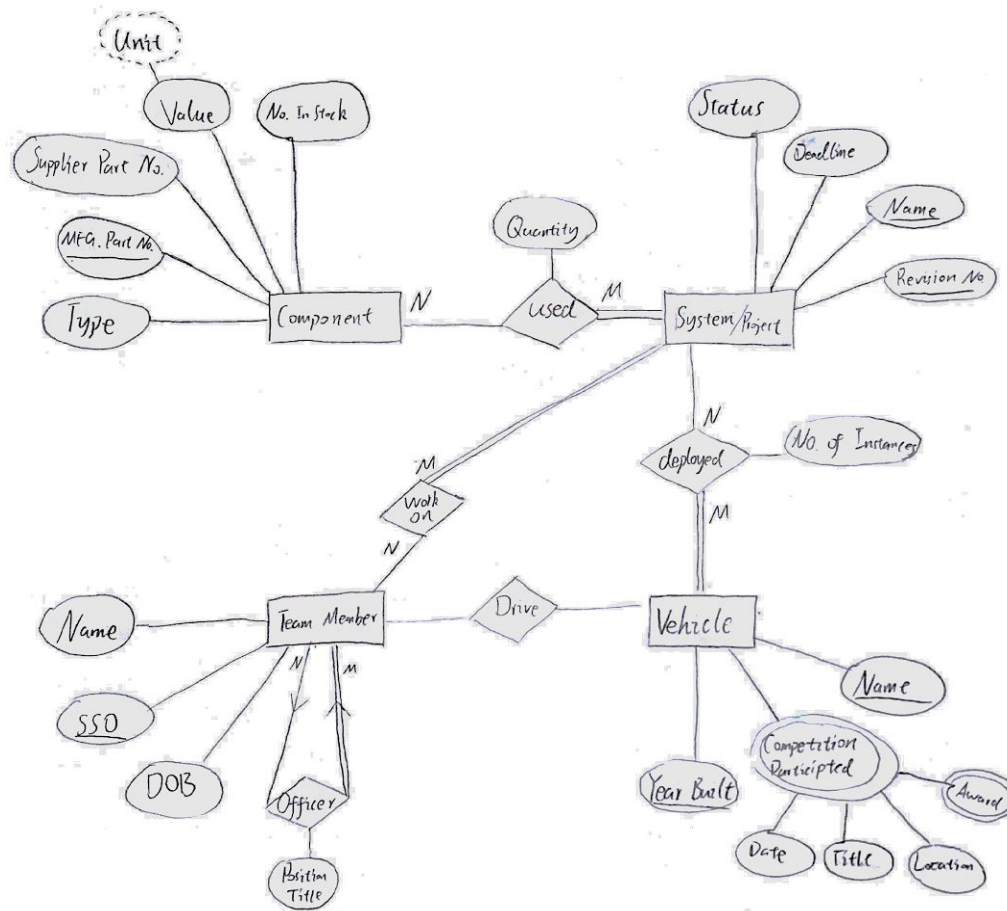 Unit
Value
No. In Stock
Supplier Part No.
MFG. Part No.
Type
Component
N
Quantity
used
M
Status
Deadline
Name
Revision No.
System/Project
M
Work
on
N
N
deployed
No. of Instances
M
Name
SSO
DOB
Team Member
N
M
Officer
Position
Title
Drive
Vehicle
Name
Year Built
Competition
Participted
Award
Date
Title
Location